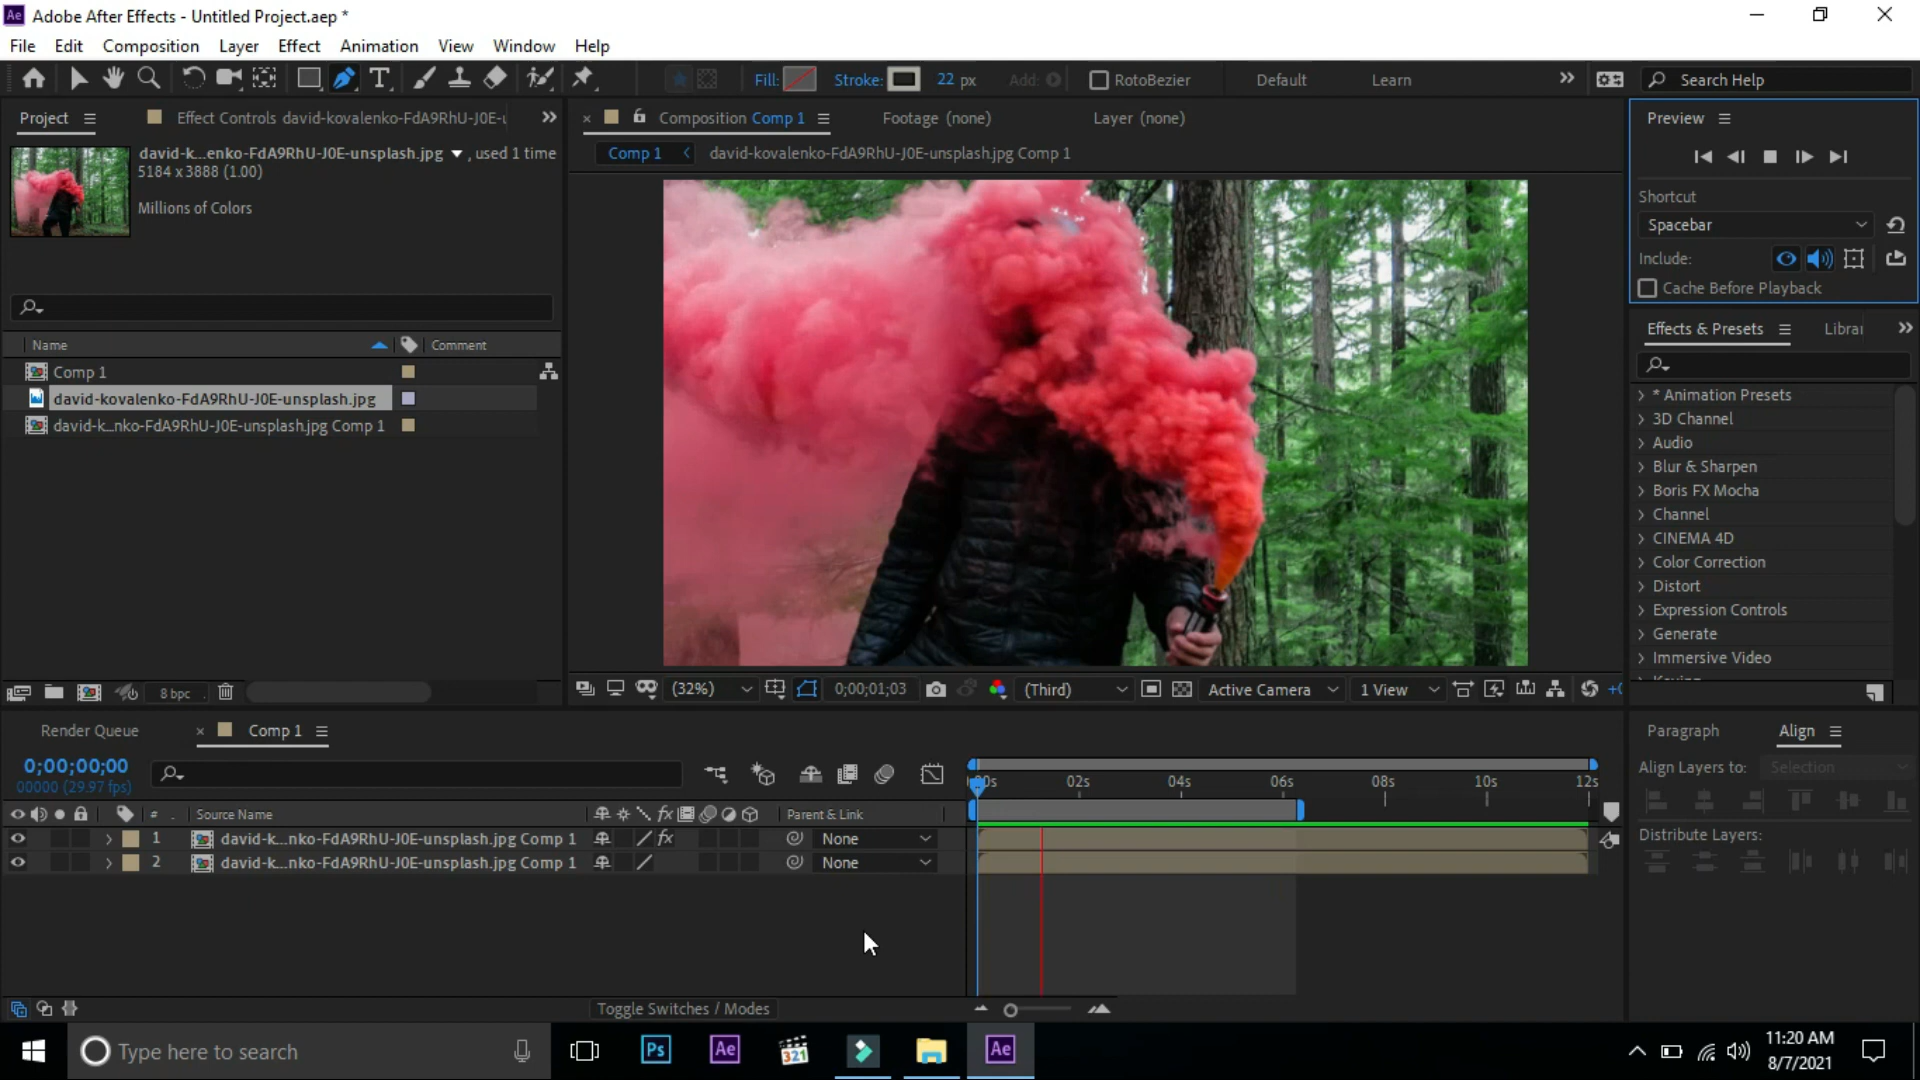 Ae Adobe After Effects - Untitled Project.aep *
File Edit Composition Layer Effect Animation View Window Help
T Fill: Stroke: 22 px Add: RotoBezier Default Learn Search Help
Project Effect Controls david-kovalenko-FdA9RhU-J0E-u
Composition Comp 1 Footage (none) Layer (none)
Preview
david-k...enko-FdA9RhU-J0E-unsplash.jpg , used 1 time
5184 x 3888 (1.00)
Millions of Colors
Comp 1 david-kovalenko-FdA9RhU-J0E-unsplash.jpg Comp 1
Shortcut
Spacebar
Include:
Cache Before Playback
Name Comment
Comp 1
david-kovalenko-FdA9RhU-J0E-unsplash.jpg
david-k...nko-FdA9RhU-J0E-unsplash.jpg Comp 1
Effects & Presets Librar
* Animation Presets
3D Channel
Audio
Blur & Sharpen
Boris FX Mocha
Channel
CINEMA 4D
Color Correction
Distort
Expression Controls
Generate
Immersive Video
8 bpc
(32%) 0;00;01;03 (Third) Active Camera 1 View
Render Queue Comp 1
Paragraph Align
0;00;00;00
00000 (29.97 fps)
02s 04s 06s 08s 10s 12s
Align Layers to: Selection
# Source Name fx Parent & Link
1 david-k...nko-FdA9RhU-J0E-unsplash.jpg Comp 1 fx None
2 david-k...nko-FdA9RhU-J0E-unsplash.jpg Comp 1 None
Distribute Layers:
Toggle Switches / Modes
Type here to search Ps Ae 321 Ae
11:20 AM
8/7/2021